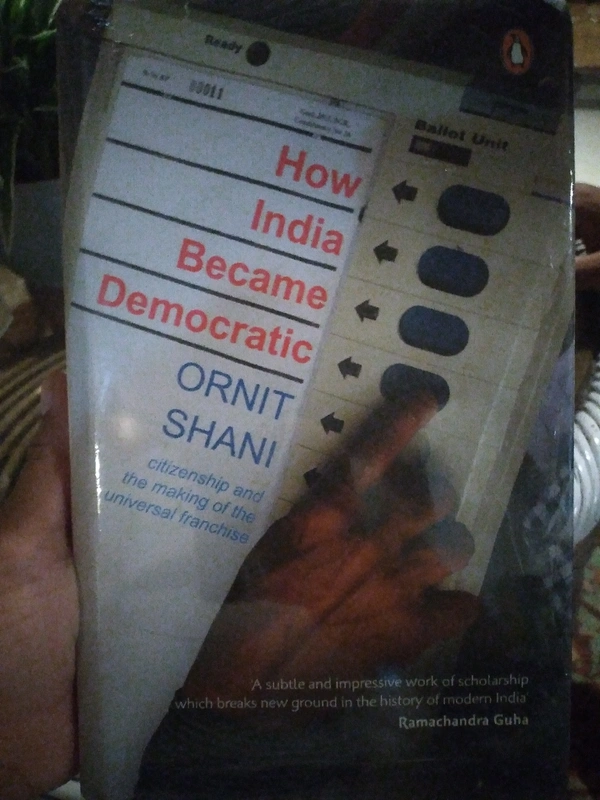 Ready
00011
Ballot Unit
How
India
Became
Democratic
ORNIT
SHANI
citizenship and
the making of the
universal franchise
'A subtle and impressive work of scholarship
which breaks new ground in the history of modern India'
Ramachandra Guha